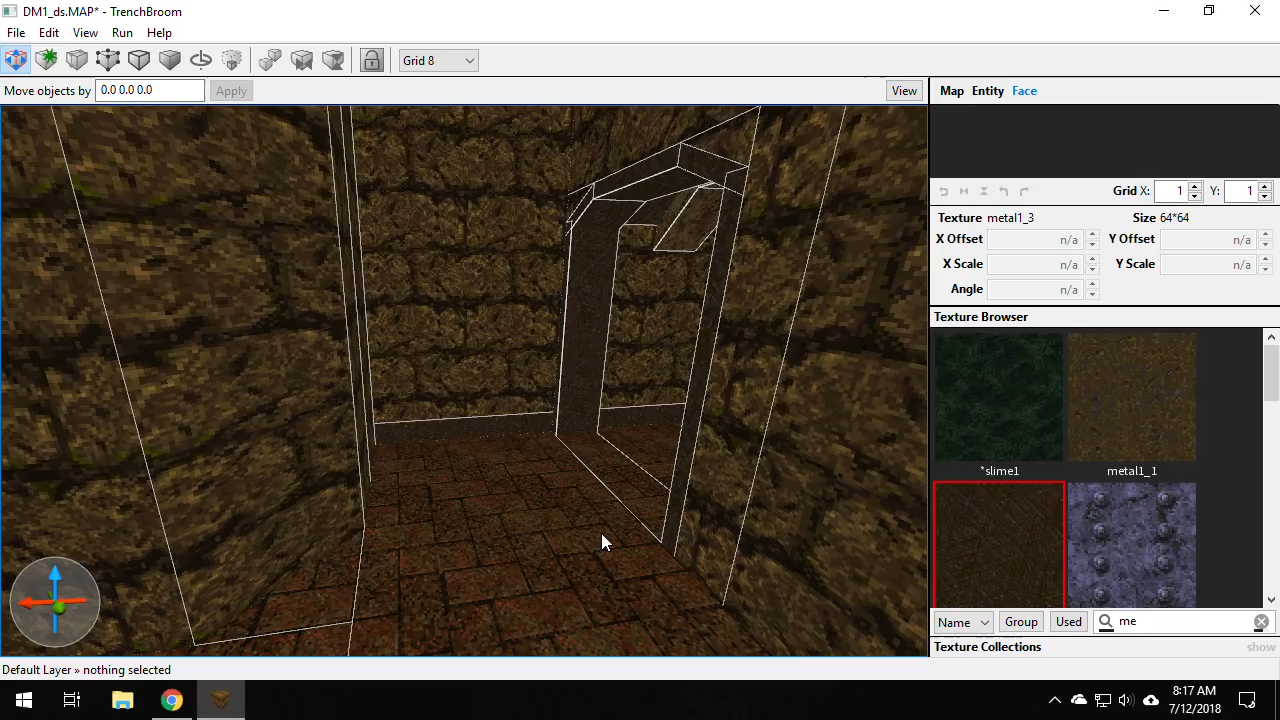 DM1_ds.MAP* - TrenchBroom
File Edit View Run Help
Grid 8
Move objects by 0.0 0.0 0.0 Apply View
Map Entity Face
Grid X: 1 Y: 1
Texture metal1_3 Size 64*64
X Offset n/a Y Offset n/a
X Scale n/a Y Scale n/a
Angle n/a
Texture Browser
*slime1 metal1_1
Name Group Used me
Texture Collections show
Default Layer » nothing selected
8:17 AM
7/12/2018